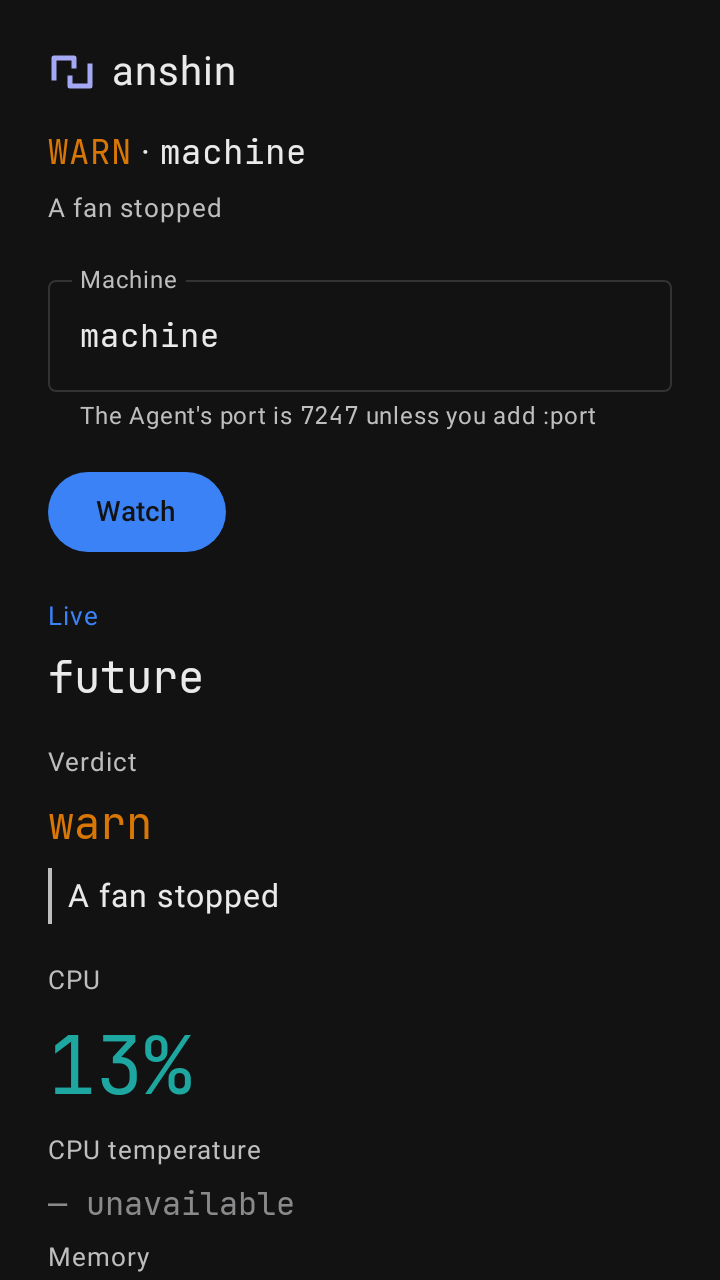 anshin
WARN · machine
A fan stopped
Machine
machine
The Agent's port is 7247 unless you add :port
Watch
Live
future
Verdict
warn
A fan stopped
CPU
13%
CPU temperature
— unavailable
Memory